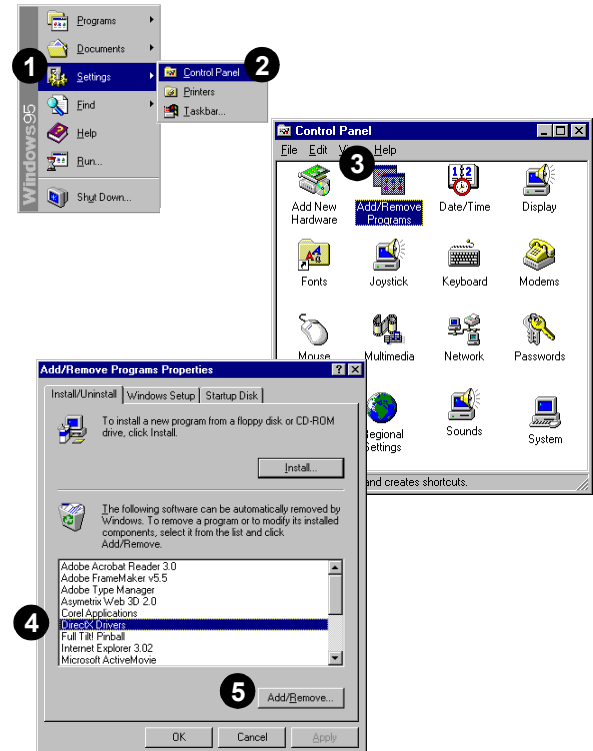 Programs
Documents
1
Settings
Find
Help
Run...
Shut Down...
Windows95
Control Panel
2
Printers
Taskbar...
Control Panel
File Edit Help
3
Add New
Hardware
Add/Remove
Programs
Date/Time
Display
Fonts
Joystick
Keyboard
Modems
Mouse
Multimedia
Network
Passwords
Regional
Settings
Sounds
System
and creates shortcuts.
Add/Remove Programs Properties
Install/Uninstall Windows Setup Startup Disk
To install a new program from a floppy disk or CD-ROM
drive, click Install.
Install...
The following software can be automatically removed by
Windows. To remove a program or to modify its installed
components, select it from the list and click
Add/Remove.
Adobe Acrobat Reader 3.0
Adobe FrameMaker v5.5
Adobe Type Manager
Asymetrix Web 3D 2.0
Corel Applications
4
DirectX Drivers
Full Tilt! Pinball
Internet Explorer 3.02
Microsoft ActiveMovie
5
Add/Remove...
OK Cancel Apply